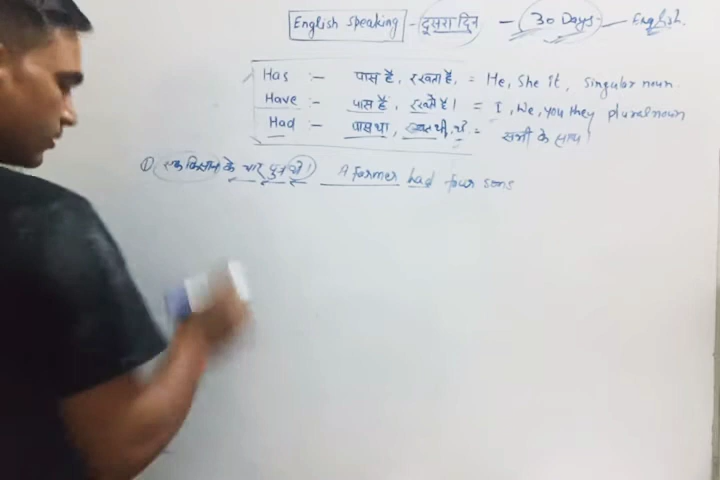 English speaking - दूसरा दिन - 30 Days - English.
Has :- पास है, रखता है, = He, She It, Singular noun.
Have :- पास है, रखते है। = I, We, you they plural noun
Had :- पास था, थी, थे = सभी के साथ।
① एक किसान के चार पुत्र थे। A farmer had four sons